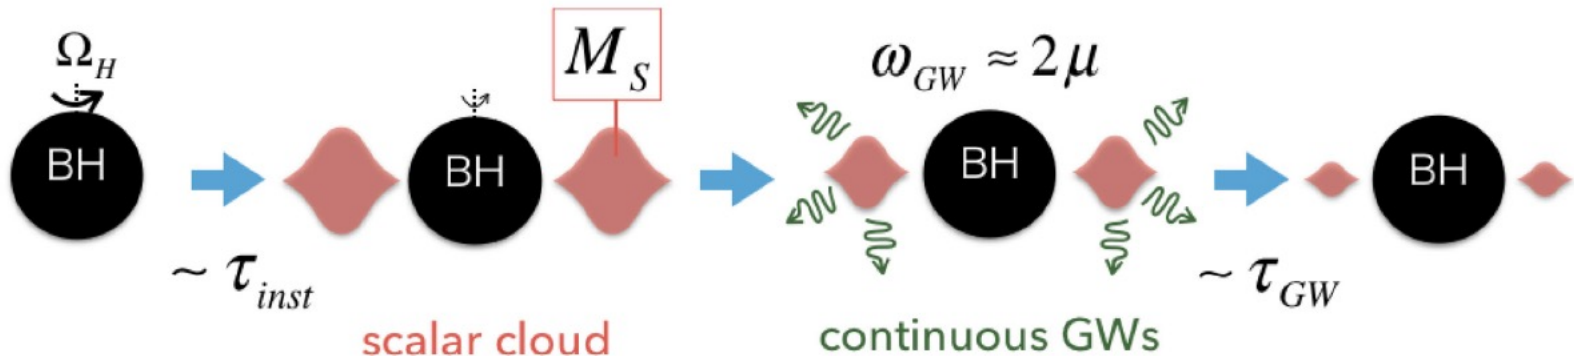 Ω_H
M_S
ω_GW ≈ 2μ
BH
BH
BH
BH
~ τ_inst
~ τ_GW
scalar cloud
continuous GWs